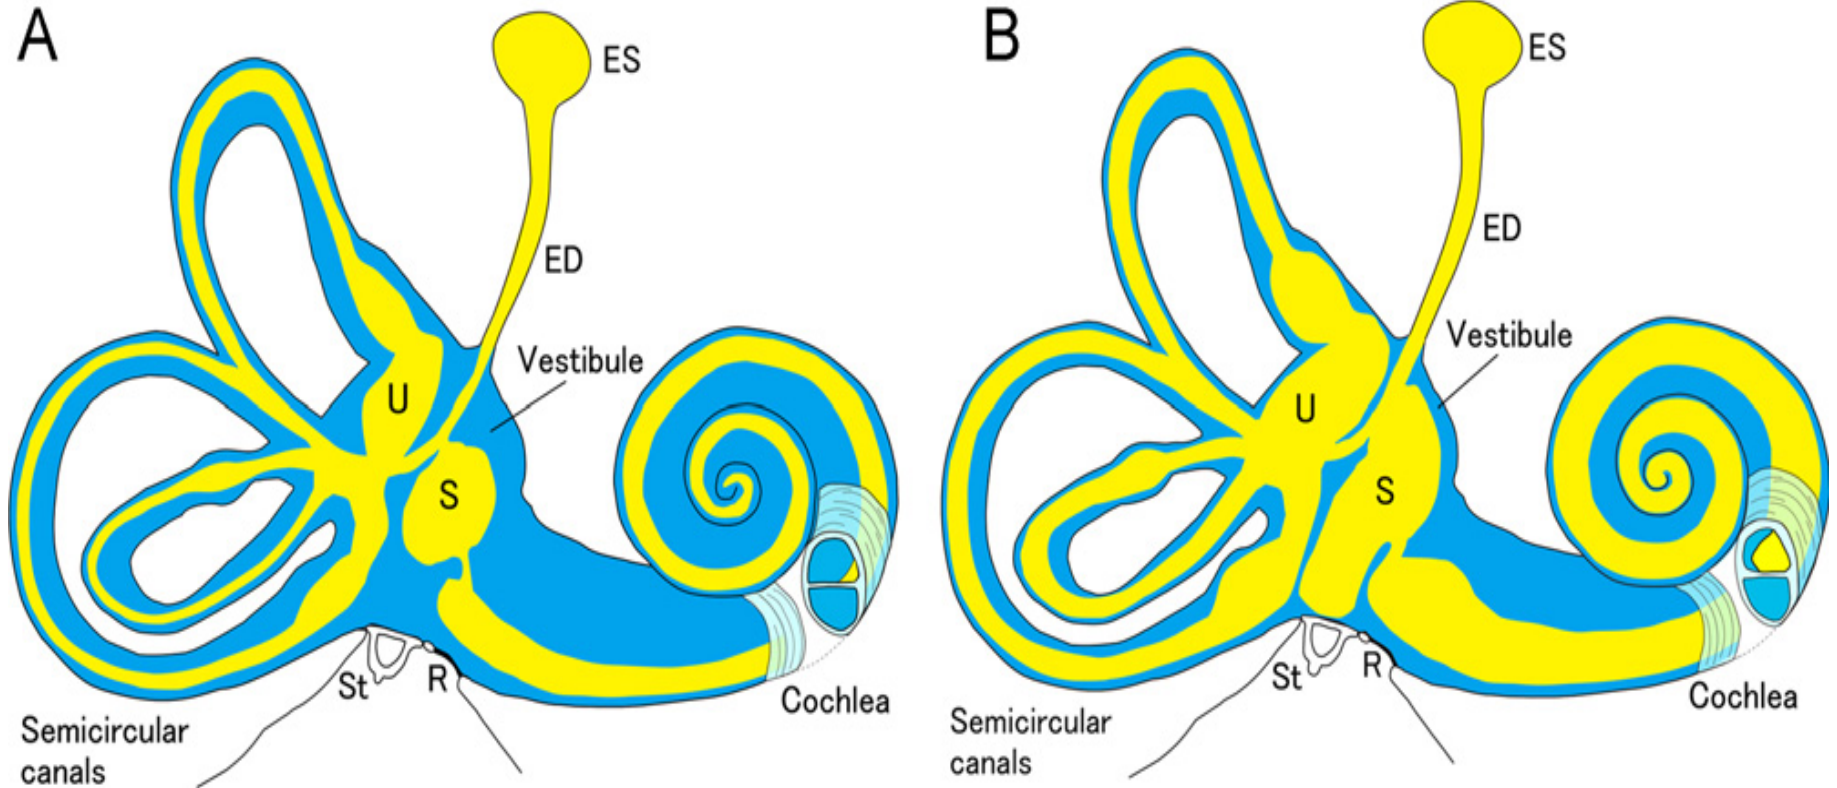 A
ES
ED
Vestibule
U
S
St
R
Cochlea
Semicircular
canals
B
ES
ED
Vestibule
U
S
St
R
Cochlea
Semicircular
canals